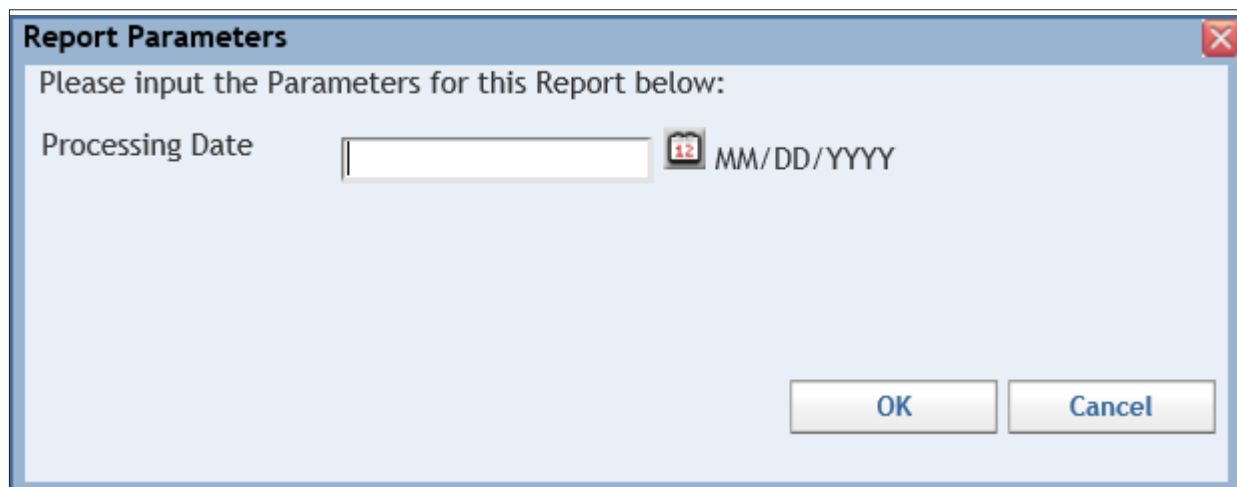 Report Parameters
Please input the Parameters for this Report below:
Processing Date 12 MM/DD/YYYY
OK Cancel